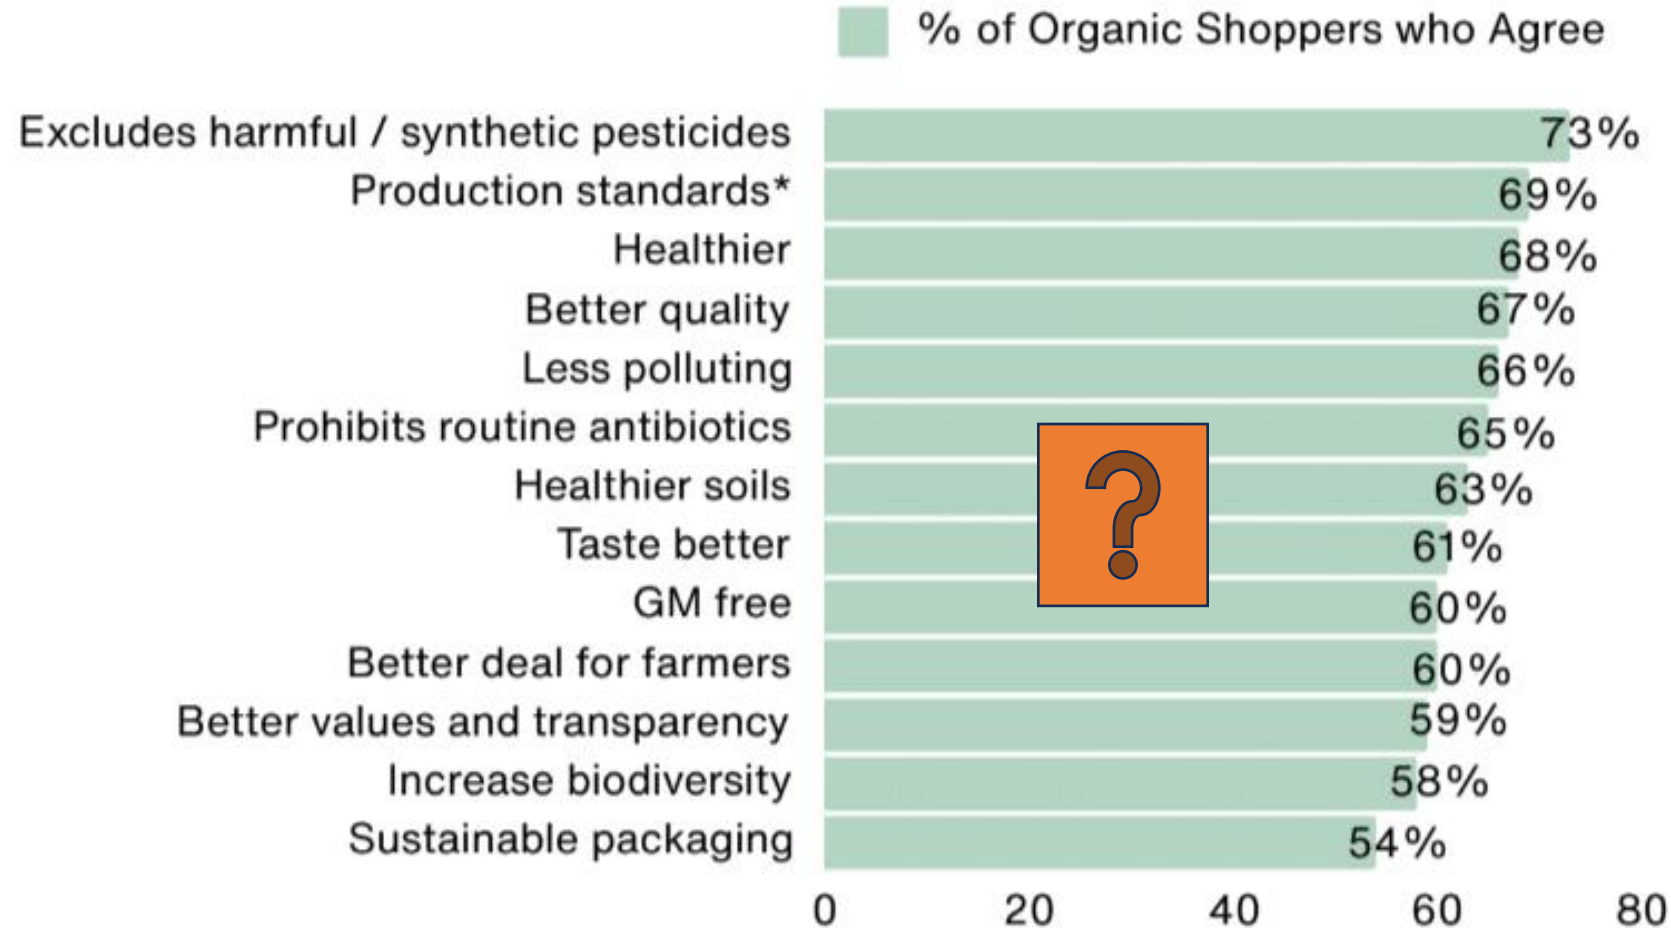 % of Organic Shoppers who Agree
Excludes harmful / synthetic pesticides 73%
Production standards* 69%
Healthier 68%
Better quality 67%
Less polluting 66%
Prohibits routine antibiotics 65%
Healthier soils 63%
Taste better 61%
GM free 60%
Better deal for farmers 60%
Better values and transparency 59%
Increase biodiversity 58%
Sustainable packaging 54%
0 20 40 60 80
?